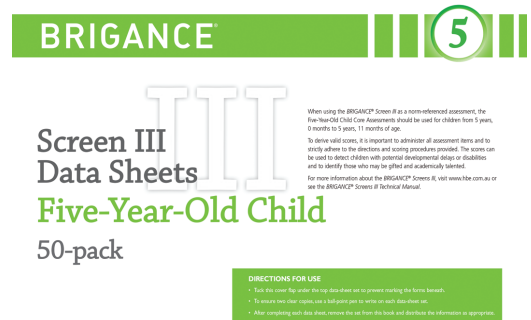 BRIGANCE®
5
III
When using the BRIGANCE® Screen III as a norm-referenced assessment, the
Five-Year-Old Child Core Assessments should be used for children from 5 years,
0 months to 5 years, 11 months of age.
To derive valid scores, it is important to administer all assessment items and to
strictly adhere to the directions and scoring procedures provided. The scores can
be used to detect children with potential developmental delays or disabilities
and to identify those who may be gifted and academically talented.
For more information about the BRIGANCE® Screens III, visit www.hbe.com.au or
see the BRIGANCE® Screens III Technical Manual.
Screen III
Data Sheets
Five-Year-Old Child
50-pack
DIRECTIONS FOR USE
• Tuck this cover flap under the top data-sheet set to prevent marking the forms beneath.
• To ensure two clear copies, use a ball-point pen to write on each data-sheet set.
• After completing each data sheet, remove the set from this book and distribute the information as appropriate.